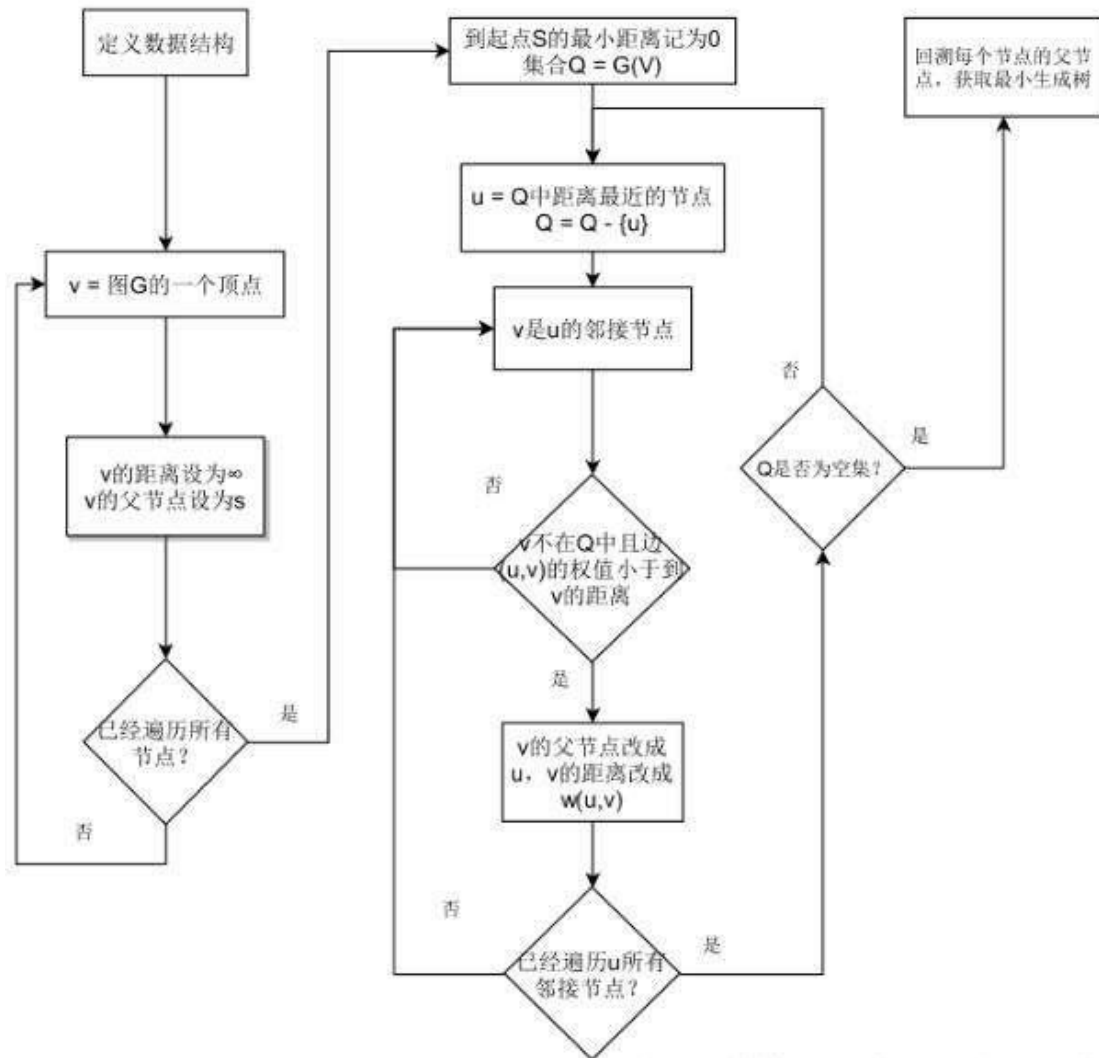 定义数据结构
v = 图G的一个顶点
v的距离设为∞
v的父节点设为s
已经遍历所有
节点？
是
否
到起点S的最小距离记为0
集合Q = G(V)
u = Q中距离最近的节点
Q = Q - {u}
v是u的邻接节点
否
v不在Q中且边
(u,v)的权值小于到
v的距离
是
v的父节点改成
u，v的距离改成
w(u,v)
否
已经遍历u所有
邻接节点？
是
否
Q是否为空集？
是
回溯每个节点的父节
点，获取最小生成树